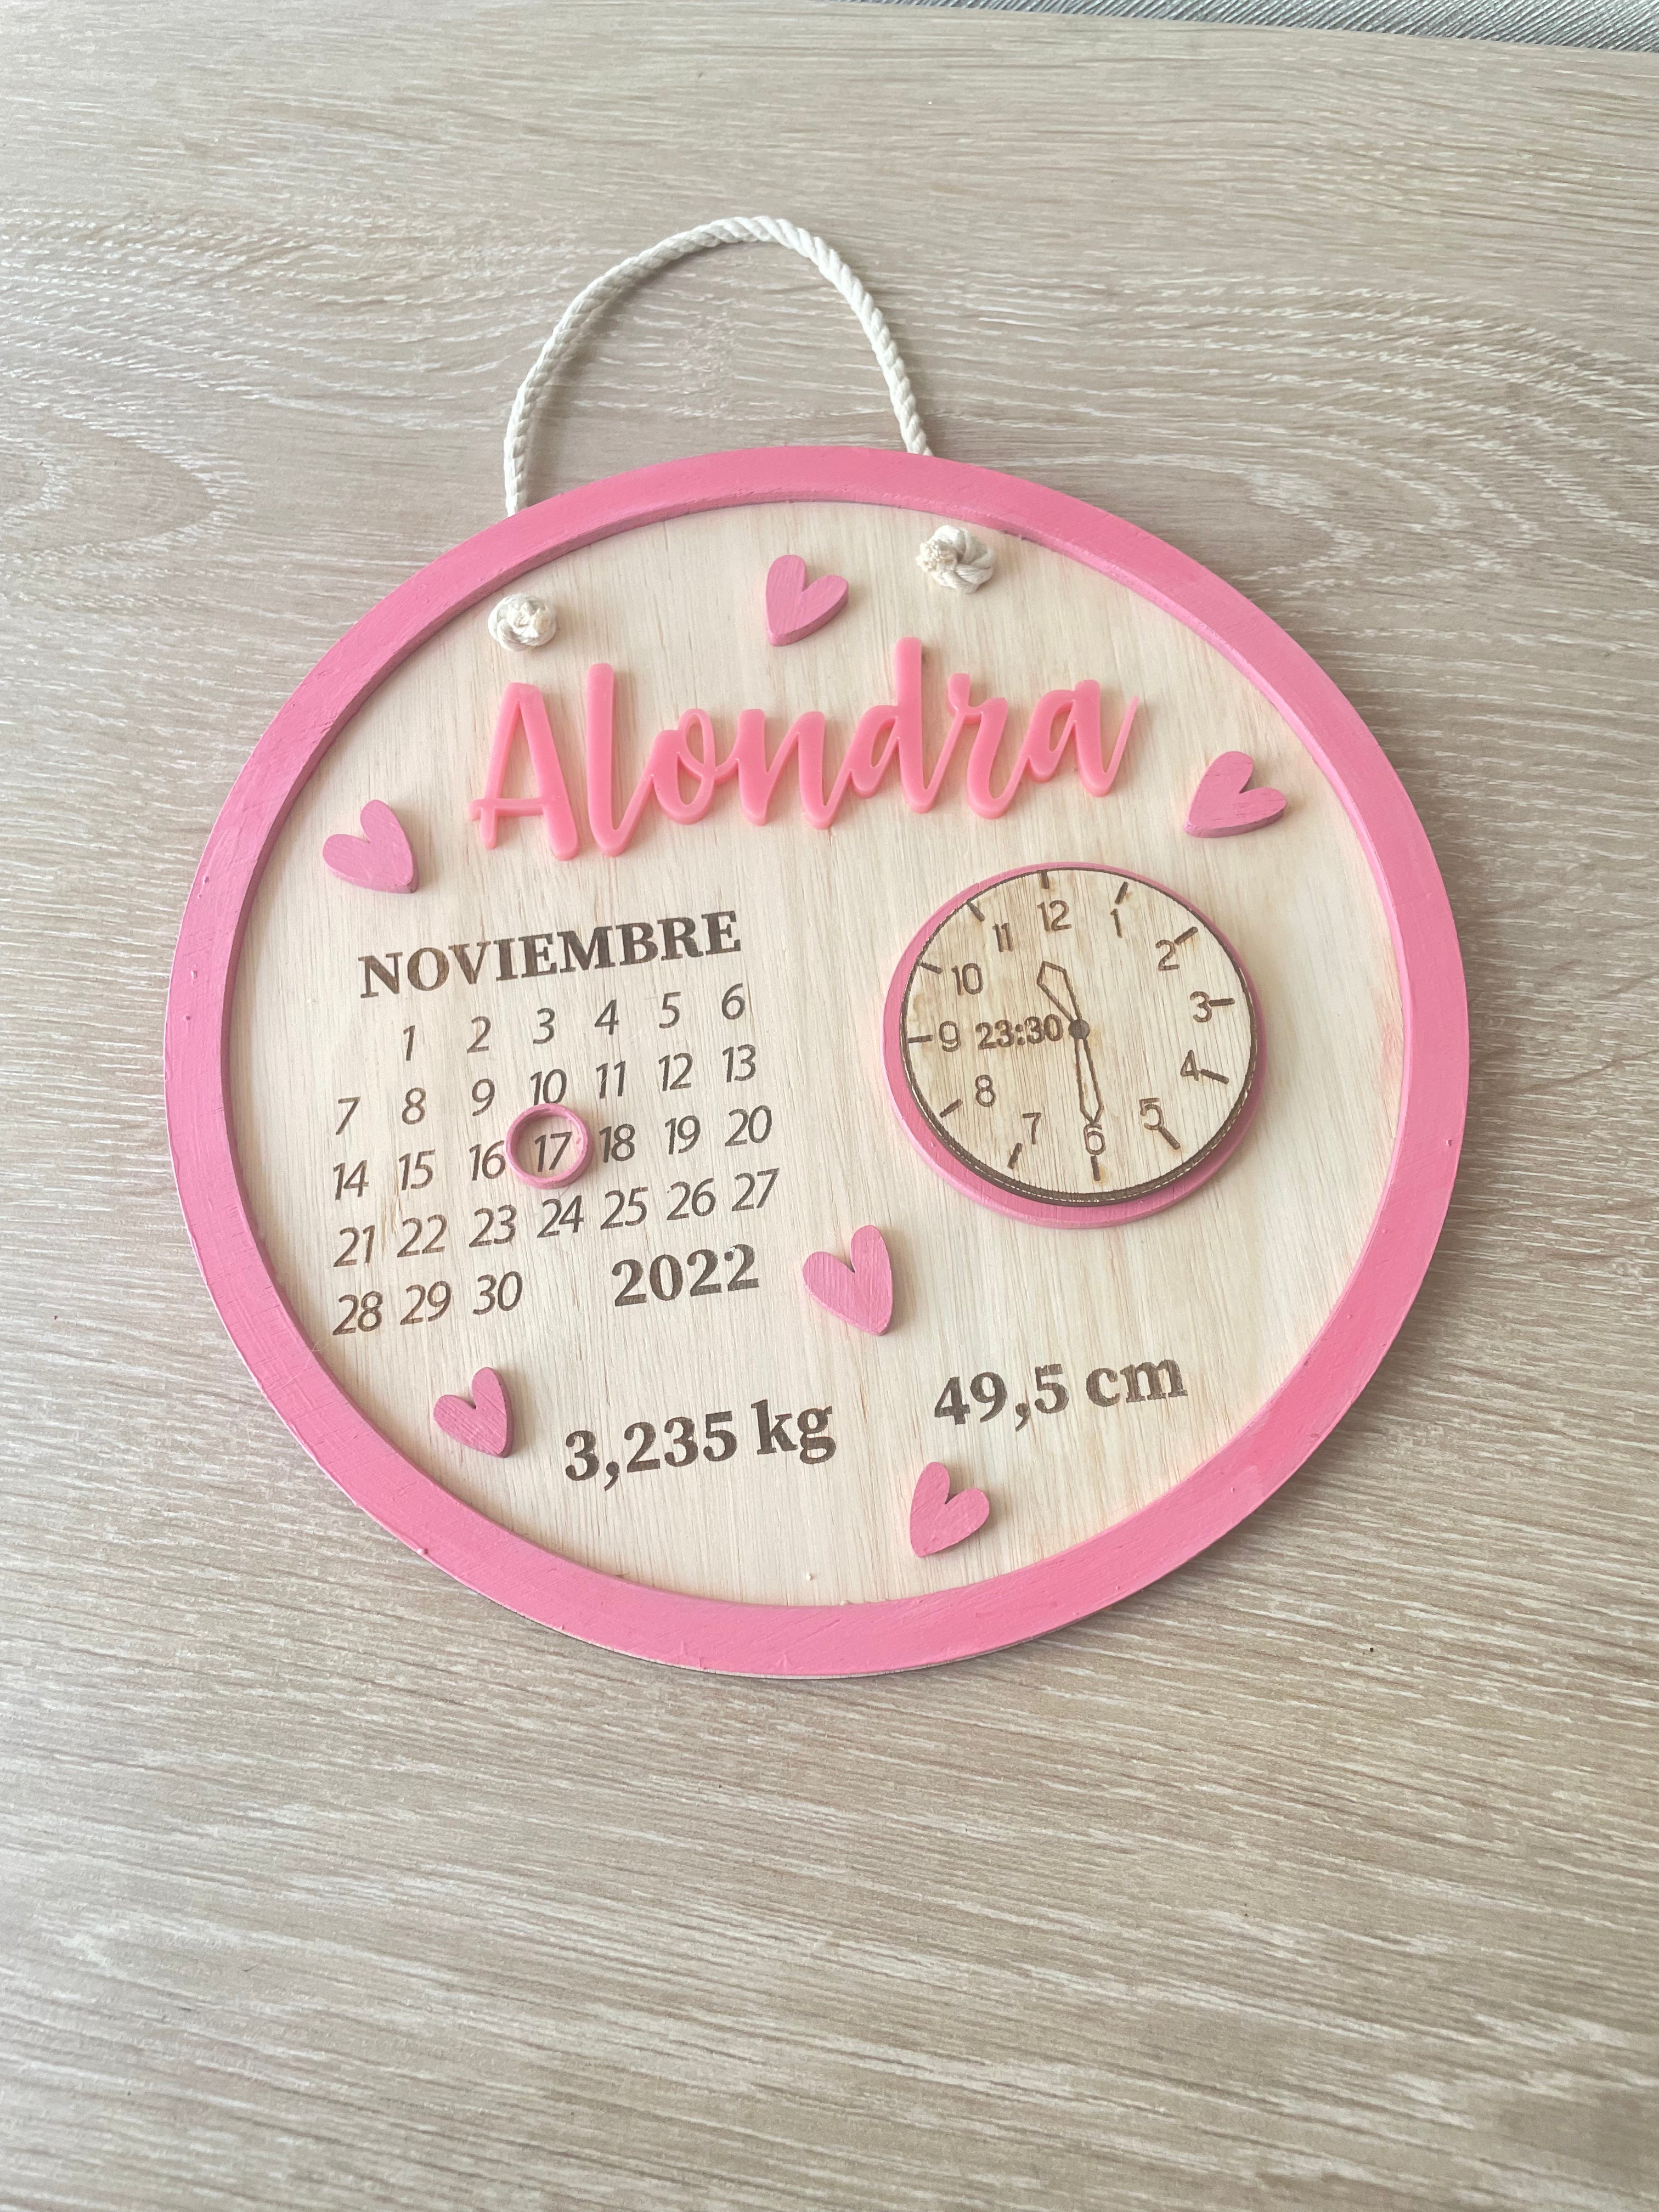 Alondra
NOVIEMBRE
1 2 3 4 5 6
7 8 9 10 11 12 13
14 15 16 17 18 19 20
21 22 23 24 25 26 27
28 29 30
2022
12 1 2 3 4 5 6 7 8 9 10 11
23:30
3,235 kg
49,5 cm